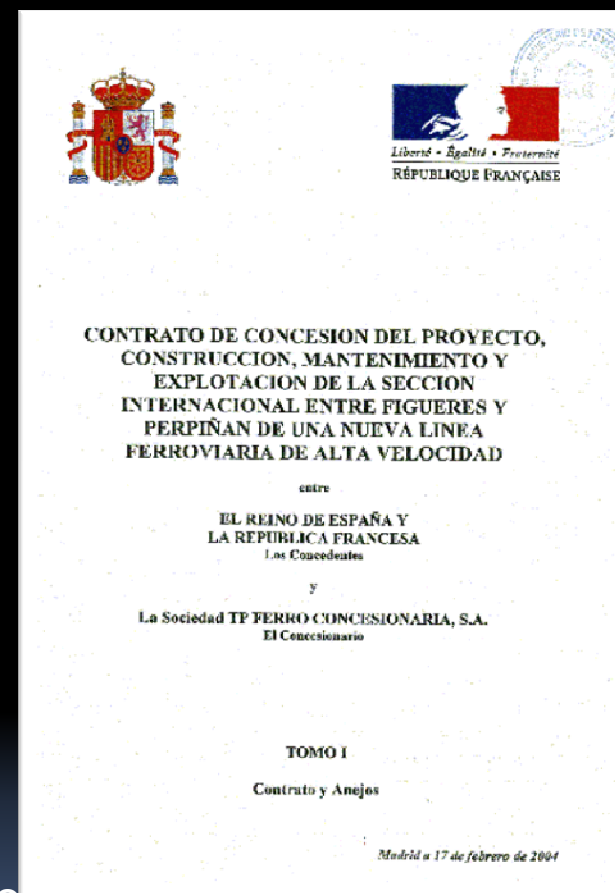 Liberté • Égalité • Fraternité
RÉPUBLIQUE FRANÇAISE
CONTRATO DE CONCESION DEL PROYECTO,
CONSTRUCCION, MANTENIMIENTO Y
EXPLOTACION DE LA SECCION
INTERNACIONAL ENTRE FIGUERES Y
PERPIÑAN DE UNA NUEVA LINEA
FERROVIARIA DE ALTA VELOCIDAD
entre
EL REINO DE ESPAÑA Y
LA REPUBLICA FRANCESA
Los Concedentes
y
La Sociedad TP FERRO CONCESIONARIA, S.A.
El Concesionario
TOMO I
Contrato y Anejos
Madrid a 17 de febrero de 2004